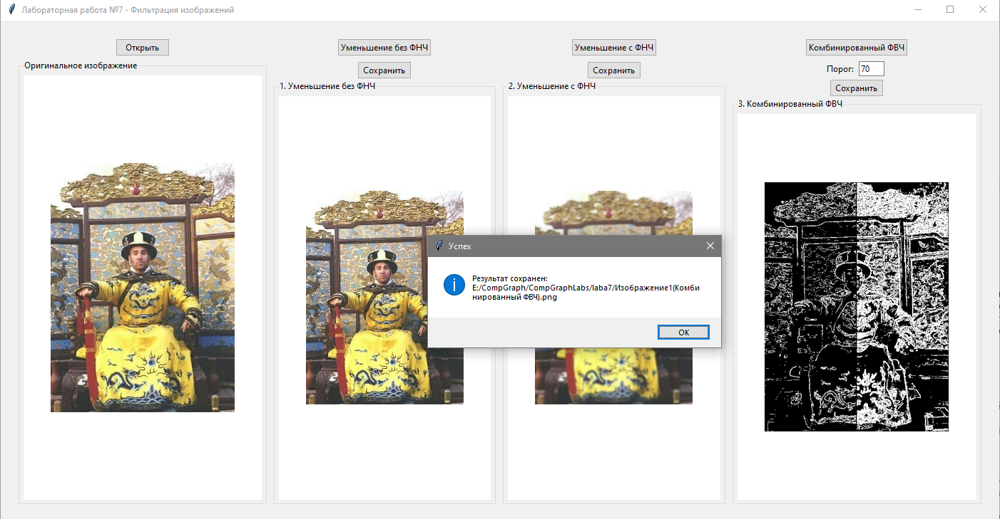 Лабораторная работа №7 - Фильтрация изображений
Открыть
Оригинальное изображение
Уменьшение без ФНЧ
Сохранить
1. Уменьшение без ФНЧ
Уменьшение с ФНЧ
Сохранить
2. Уменьшение с ФНЧ
Комбинированный ФВЧ
Порог: 70
Сохранить
3. Комбинированный ФВЧ
Успех
Результат сохранен:
E:/CompGraph/CompGraphLabs/laba7/Изображение1(Комби
нированный ФВЧ).png
ОК